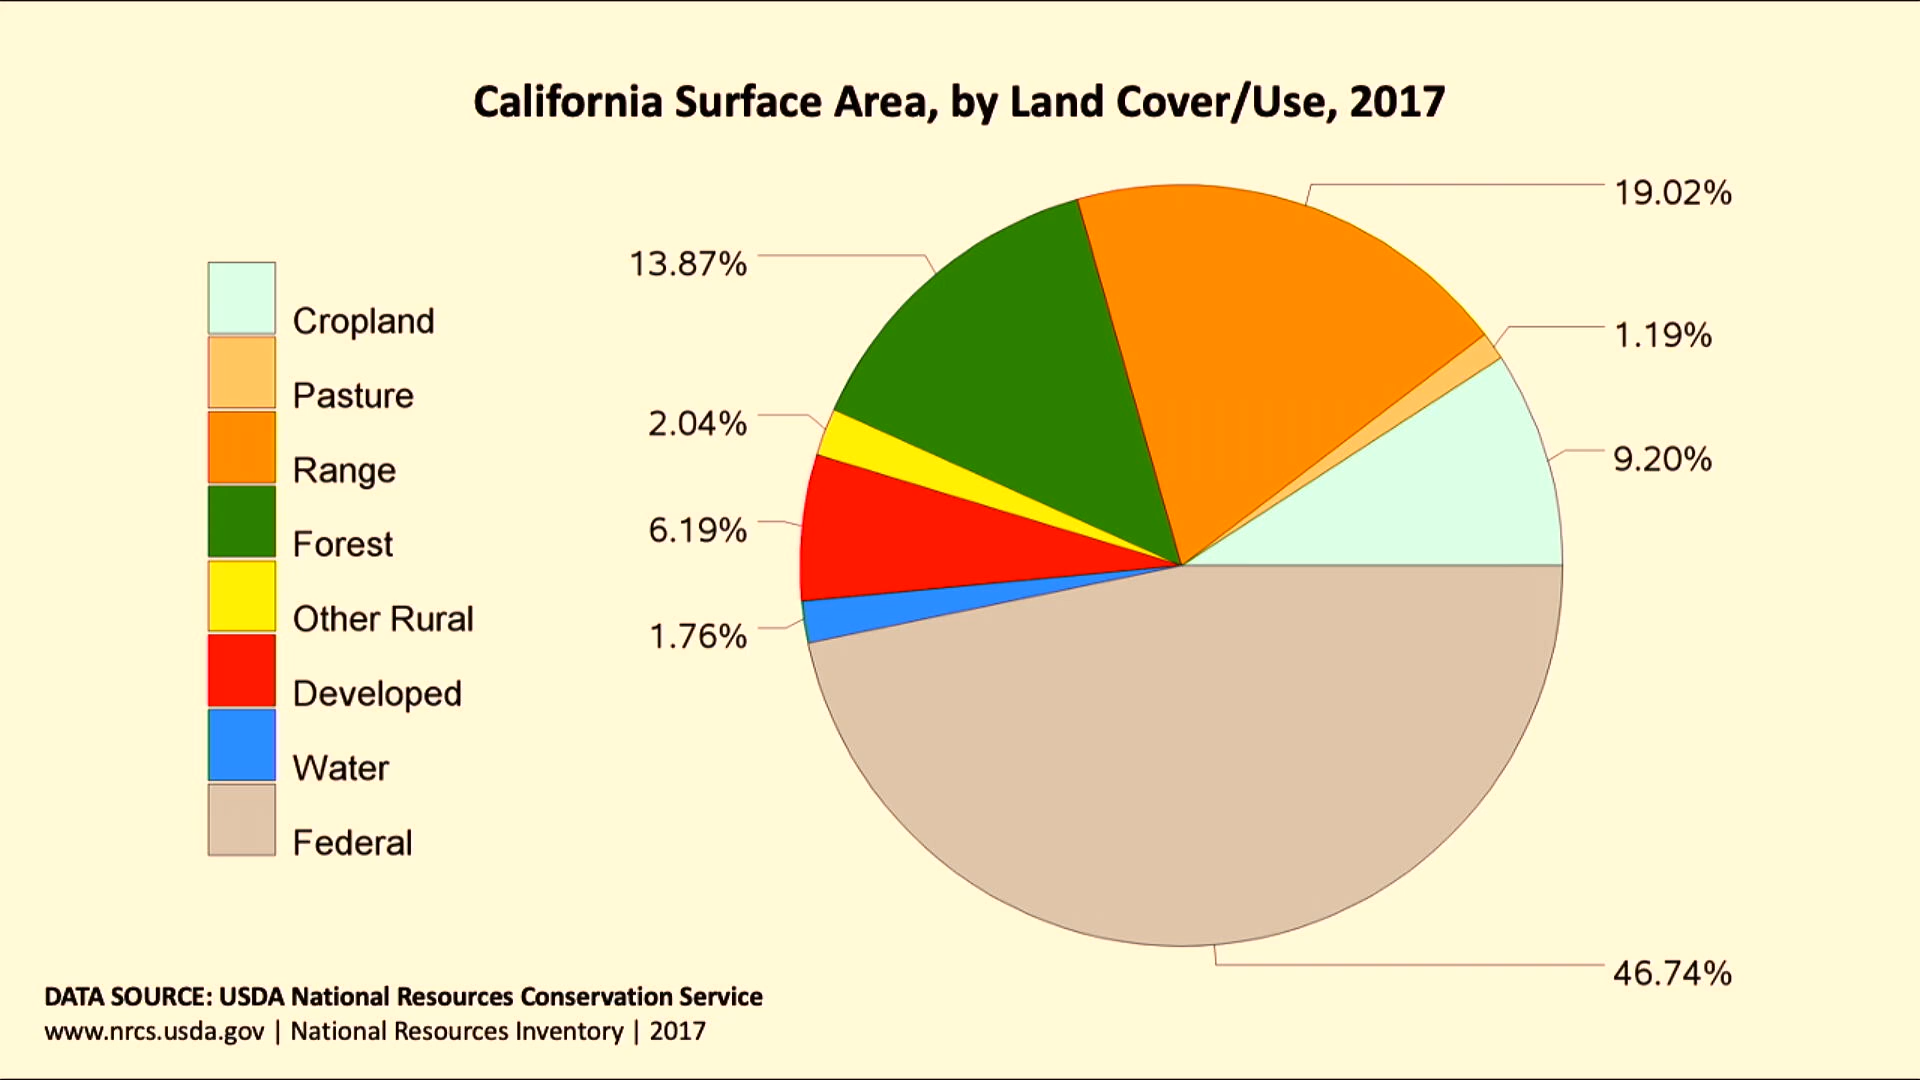 California Surface Area, by Land Cover/Use, 2017
Cropland
Pasture
Range
Forest
Other Rural
Developed
Water
Federal
19.02%
13.87%
1.19%
2.04%
9.20%
6.19%
1.76%
46.74%
DATA SOURCE: USDA National Resources Conservation Service
www.nrcs.usda.gov | National Resources Inventory | 2017